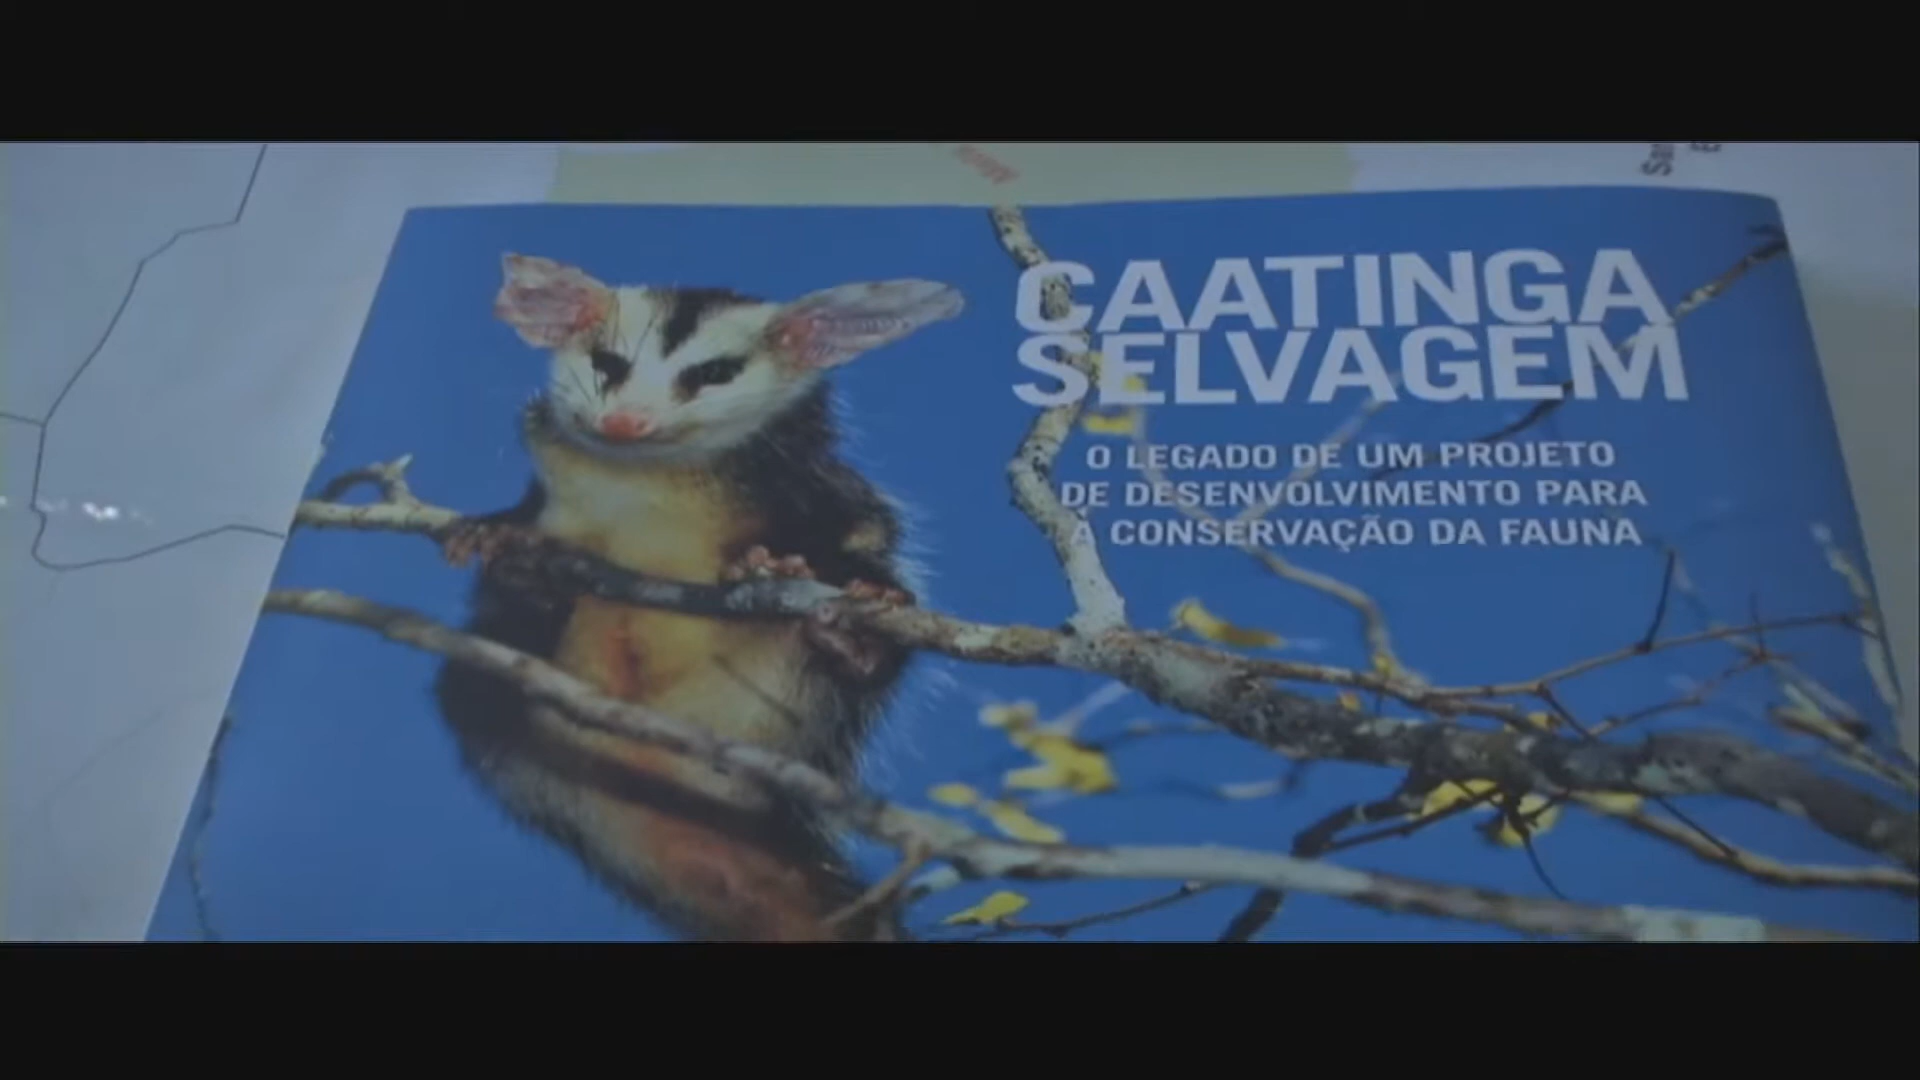 CAATINGA
SELVAGEM
O LEGADO DE UM PROJETO
DE DESENVOLVIMENTO PARA
A CONSERVAÇÃO DA FAUNA